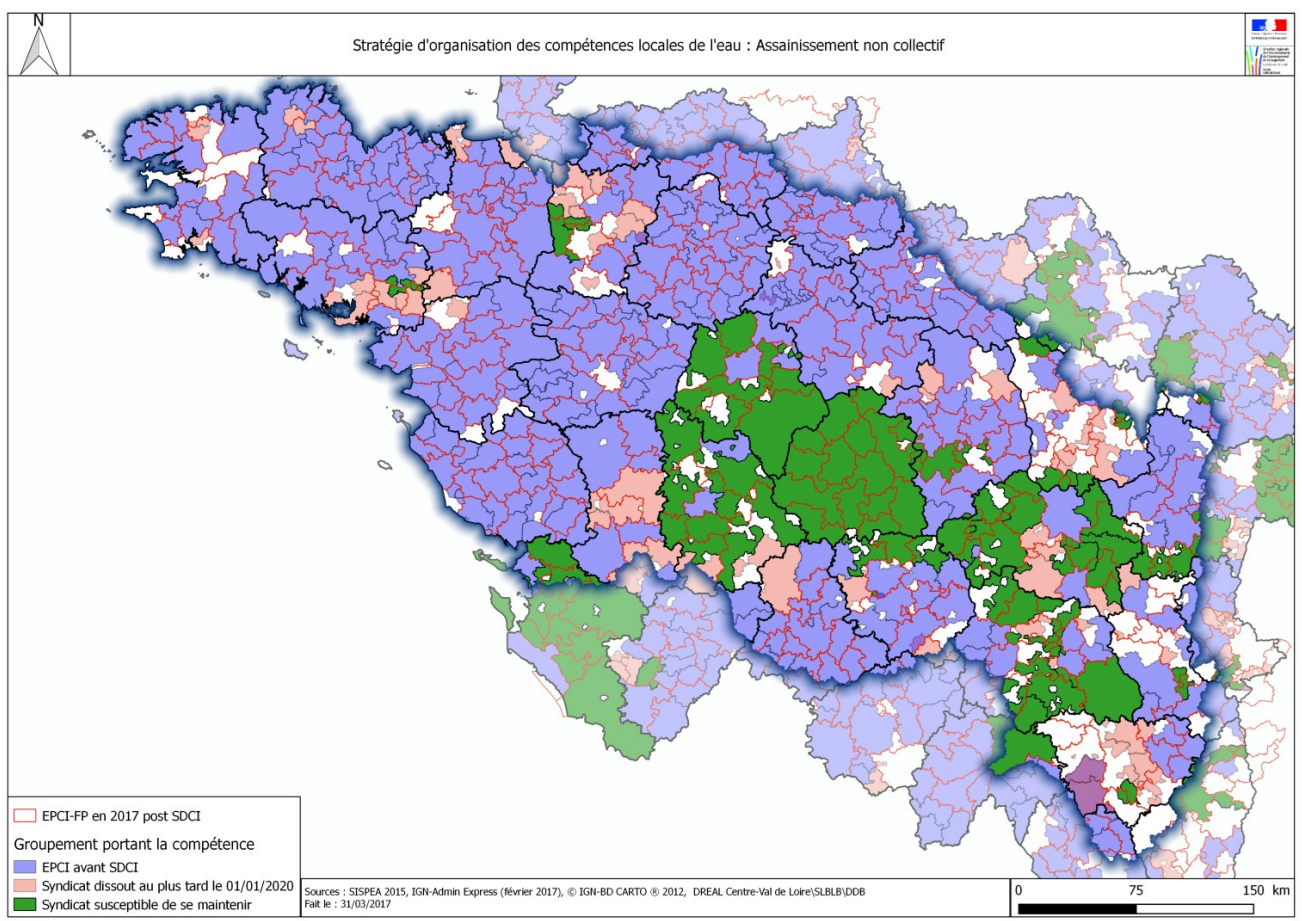 N
Stratégie d'organisation des compétences locales de l'eau : Assainissement non collectif
EPCI-FP en 2017 post SDCI
Groupement portant la compétence
EPCI avant SDCI
Syndicat dissout au plus tard le 01/01/2020
Syndicat susceptible de se maintenir
Sources : SISPEA 2015, IGN-Admin Express (février 2017), © IGN-BD CARTO ® 2012, DREAL Centre-Val de Loire\SLBLB\DDB
Fait le : 31/03/2017
0 75 150 km